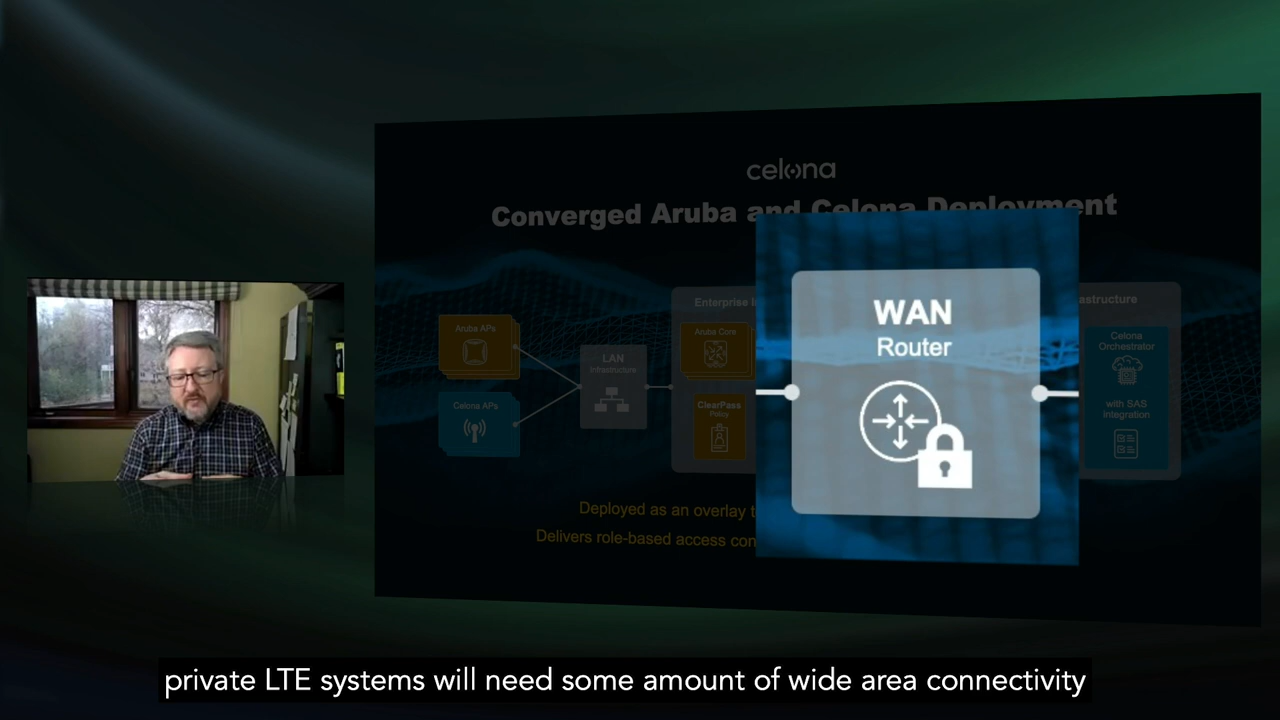 celona
Converged Aruba and Celona Deployment
Aruba APs
Celona APs
LAN
Infrastructure
Enterprise
Aruba Core
ClearPass
Policy
WAN
Router
Celona
Orchestrator
with SAS
integration
Deployed as an overlay
Delivers role-based access
private LTE systems will need some amount of wide area connectivity